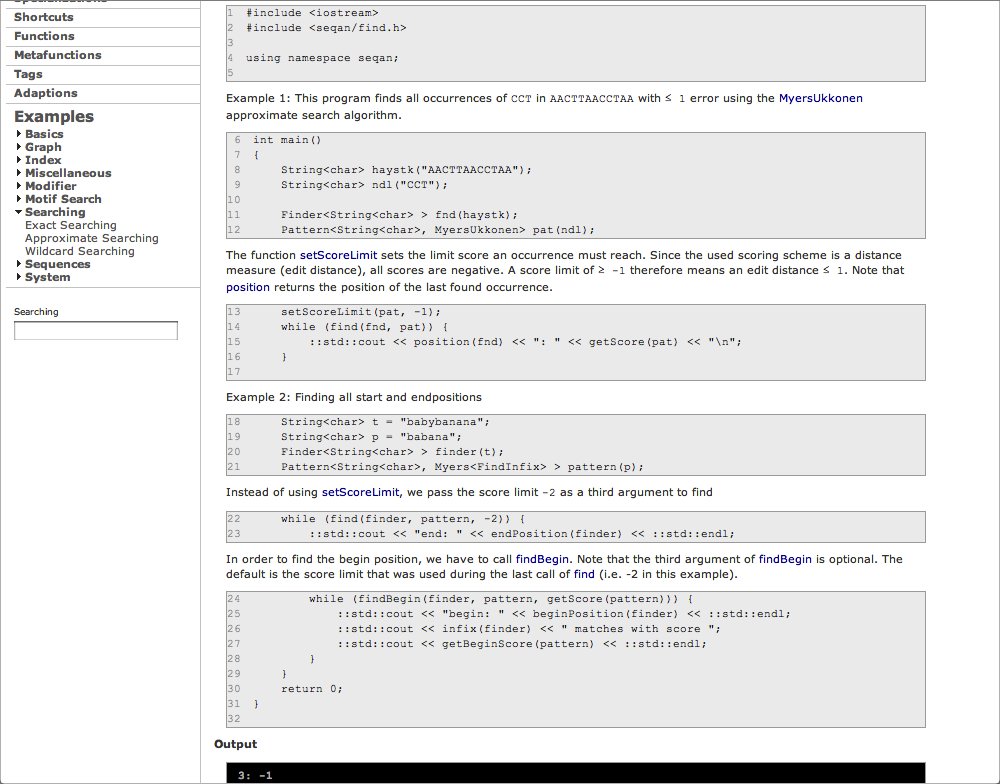 Shortcuts
Functions
Metafunctions
Tags
Adaptions
Examples
Basics
Graph
Index
Miscellaneous
Modifier
Motif Search
Searching
Exact Searching
Approximate Searching
Wildcard Searching
Sequences
System
Searching
1 #include <iostream>
2 #include <seqan/find.h>
3
4 using namespace seqan;
5
Example 1: This program finds all occurrences of CCT in AACTTAACCTAA with ≤ 1 error using the MyersUkkonen
approximate search algorithm.
6 int main()
7 {
8 String<char> haystk("AACTTAACCTAA");
9 String<char> ndl("CCT");
10
11 Finder<String<char> > fnd(haystk);
12 Pattern<String<char>, MyersUkkonen> pat(ndl);
The function setScoreLimit sets the limit score an occurrence must reach. Since the used scoring scheme is a distance
measure (edit distance), all scores are negative. A score limit of ≥ -1 therefore means an edit distance ≤ 1. Note that
position returns the position of the last found occurrence.
13 setScoreLimit(pat, -1);
14 while (find(fnd, pat)) {
15 ::std::cout << position(fnd) << ": " << getScore(pat) << "\n";
16 }
17
Example 2: Finding all start and endpositions
18 String<char> t = "babybanana";
19 String<char> p = "babana";
20 Finder<String<char> > finder(t);
21 Pattern<String<char>, Myers<FindInfix> > pattern(p);
Instead of using setScoreLimit, we pass the score limit -2 as a third argument to find
22 while (find(finder, pattern, -2)) {
23 ::std::cout << "end: " << endPosition(finder) << ::std::endl;
In order to find the begin position, we have to call findBegin. Note that the third argument of findBegin is optional. The
default is the score limit that was used during the last call of find (i.e. -2 in this example).
24 while (findBegin(finder, pattern, getScore(pattern))) {
25 ::std::cout << "begin: " << beginPosition(finder) << ::std::endl;
26 ::std::cout << infix(finder) << " matches with score ";
27 ::std::cout << getBeginScore(pattern) << ::std::endl;
28 }
29 }
30 return 0;
31 }
32
Output
3: -1